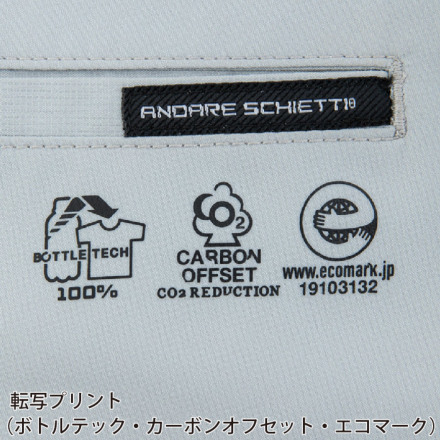 ANDARE SCHIETTI
BOTTLE TECH
100%
CO2
CARBON
OFFSET
CO2 REDUCTION
www.ecomark.jp
19103132
転写プリント
(ボトルテック・カーボンオフセット・エコマーク)